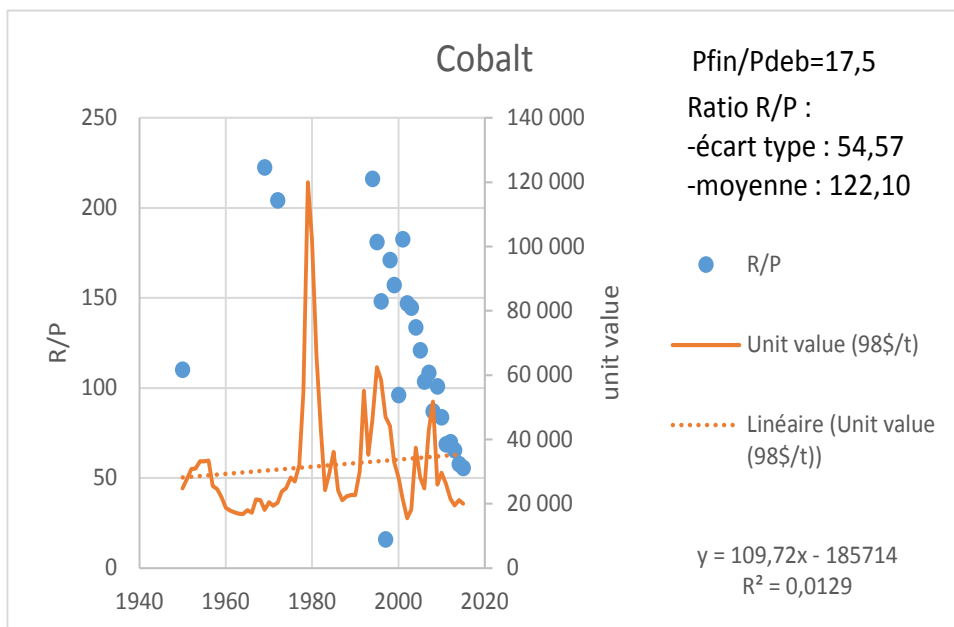 Cobalt
Pfin/Pdeb=17,5
Ratio R/P :
-écart type : 54,57
-moyenne : 122,10
250
200
150
100
50
0
R/P
140 000
120 000
100 000
80 000
60 000
40 000
20 000
0
unit value
1940
1960
1980
2000
2020
R/P
Unit value (98$/t)
Linéaire (Unit value
(98$/t))
y = 109,72x - 185714
R² = 0,0129